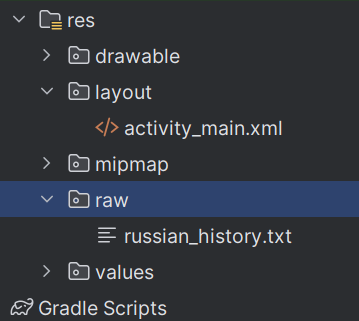 res
drawable
layout
activity_main.xml
mipmap
raw
russian_history.txt
values
Gradle Scripts